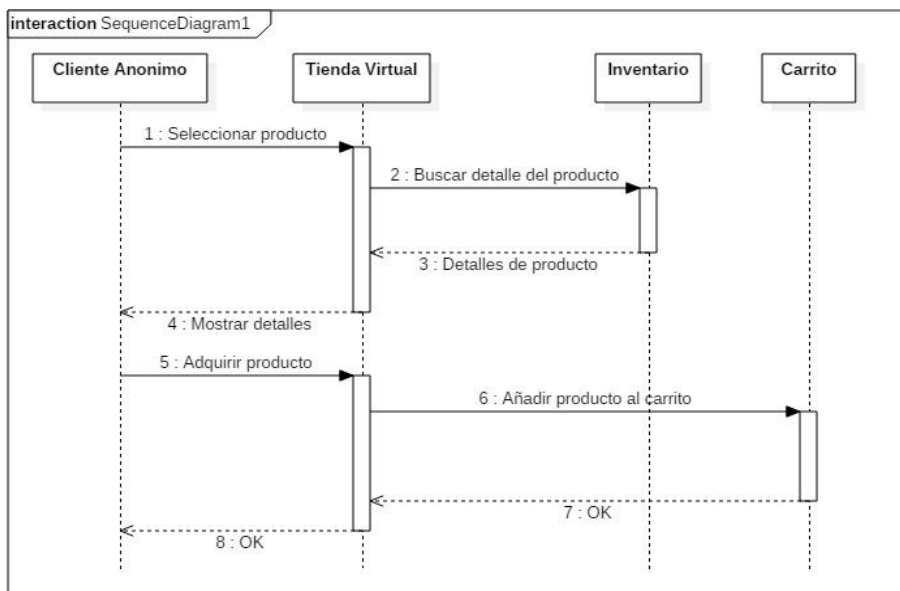 interaction SequenceDiagram1
Cliente Anonimo
Tienda Virtual
Inventario
Carrito
1 : Seleccionar producto
2 : Buscar detalle del producto
3 : Detalles de producto
4 : Mostrar detalles
5 : Adquirir producto
6 : Añadir producto al carrito
7 : OK
8 : OK